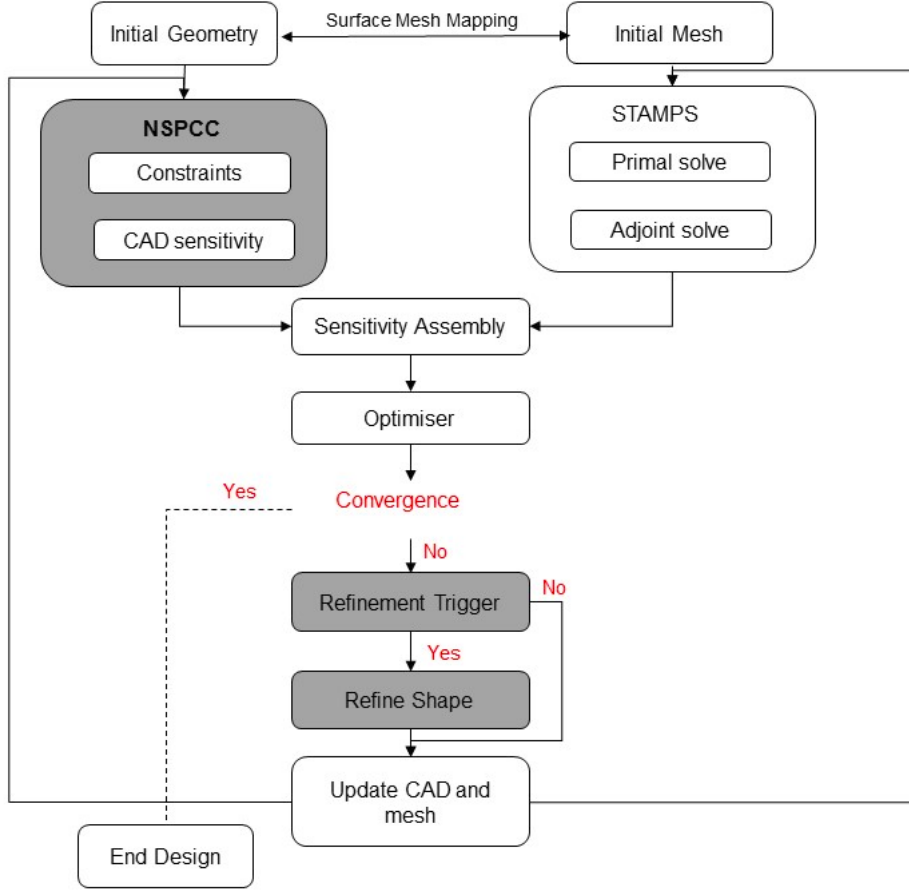 Surface Mesh Mapping
Initial Geometry
Initial Mesh
NSPCC
Constraints
CAD sensitivity
STAMPS
Primal solve
Adjoint solve
Sensitivity Assembly
Optimiser
Yes
Convergence
No
Refinement Trigger
No
Yes
Refine Shape
Update CAD and
mesh
End Design